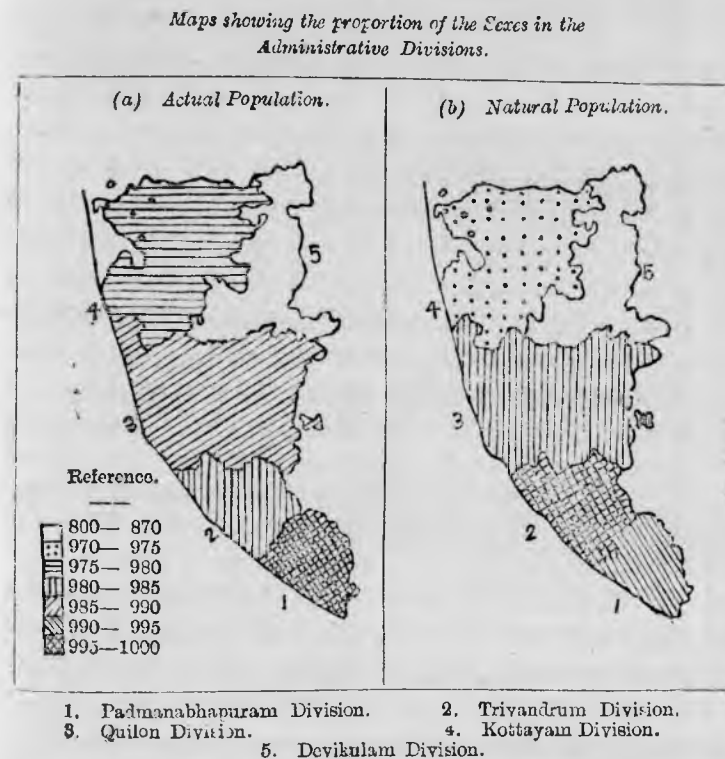 Maps showing the proportion of the Sexes in the
Administrative Divisions.
(a) Actual Population.
(b) Natural Population.
5
4
3
2
1
5
4
3
2
1
Reference.
800— 870
970— 975
975— 980
980— 985
985— 990
990— 995
995—1000
1. Padmanabhapuram Division.
2. Trivandrum Division.
3. Quilon Division.
4. Kottayam Division.
5. Devikulam Division.